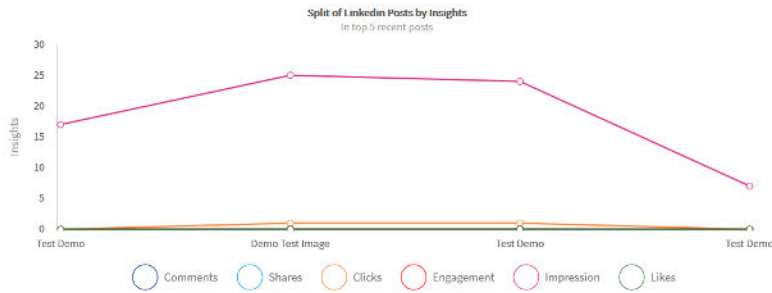 Split of Linkedin Posts by Insights
In top 5 recent posts
30
25
20
15
10
5
0
Insights
Test Demo Demo Test Image Test Demo Test Demo
Comments Shares Clicks Engagement Impression Likes